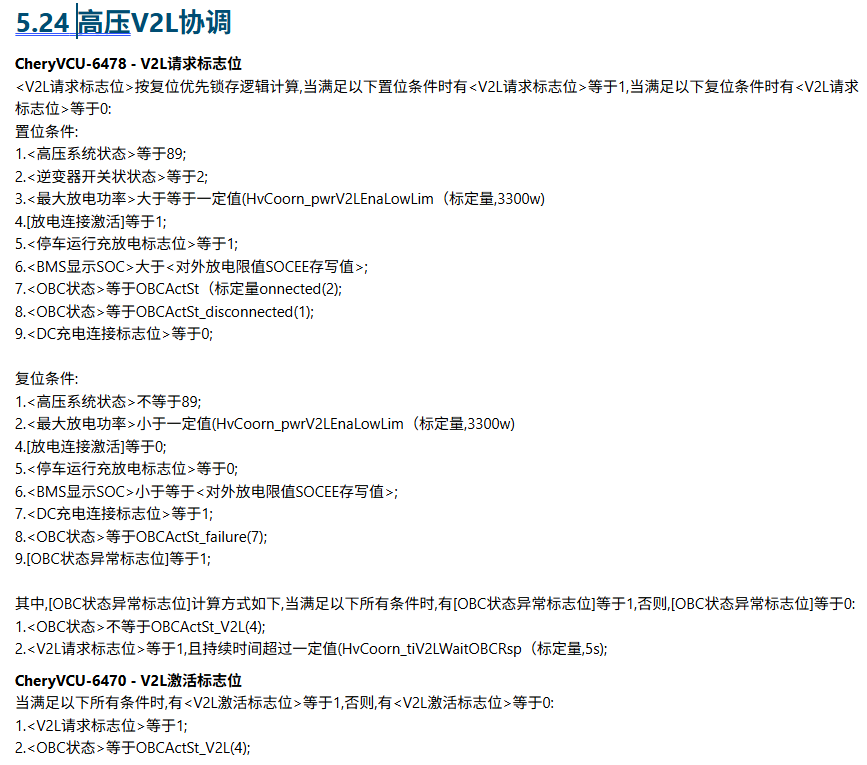 5.24 高压V2L协调
CheryVCU-6478 - V2L请求标志位
<V2L请求标志位>按复位优先锁存逻辑计算,当满足以下置位条件时有<V2L请求标志位>等于1,当满足以下复位条件时有<V2L请求
标志位>等于0:
置位条件:
1.<高压系统状态>等于89;
2.<逆变器开关状状态>等于2;
3.<最大放电功率>大于等于一定值(HvCoorn_pwrV2LEnaLowLim（标定量,3300w)
4.[放电连接激活]等于1;
5.<停车运行充放电标志位>等于1;
6.<BMS显示SOC>大于<对外放电限值SOCEE存写值>;
7.<OBC状态>等于OBCActSt（标定量onnected(2);
8.<OBC状态>等于OBCActSt_disconnected(1);
9.<DC充电连接标志位>等于0;
复位条件:
1.<高压系统状态>不等于89;
2.<最大放电功率>小于一定值(HvCoorn_pwrV2LEnaLowLim（标定量,3300w)
4.[放电连接激活]等于0;
5.<停车运行充放电标志位>等于0;
6.<BMS显示SOC>小于等于<对外放电限值SOCEE存写值>;
7.<DC充电连接标志位>等于1;
8.<OBC状态>等于OBCActSt_failure(7);
9.[OBC状态异常标志位]等于1;
其中,[OBC状态异常标志位]计算方式如下,当满足以下所有条件时,有[OBC状态异常标志位]等于1,否则,[OBC状态异常标志位]等于0:
1.<OBC状态>不等于OBCActSt_V2L(4);
2.<V2L请求标志位>等于1,且持续时间超过一定值(HvCoorn_tiV2LWaitOBCRsp（标定量,5s);
CheryVCU-6470 - V2L激活标志位
当满足以下所有条件时,有<V2L激活标志位>等于1,否则,有<V2L激活标志位>等于0:
1.<V2L请求标志位>等于1;
2.<OBC状态>等于OBCActSt_V2L(4);